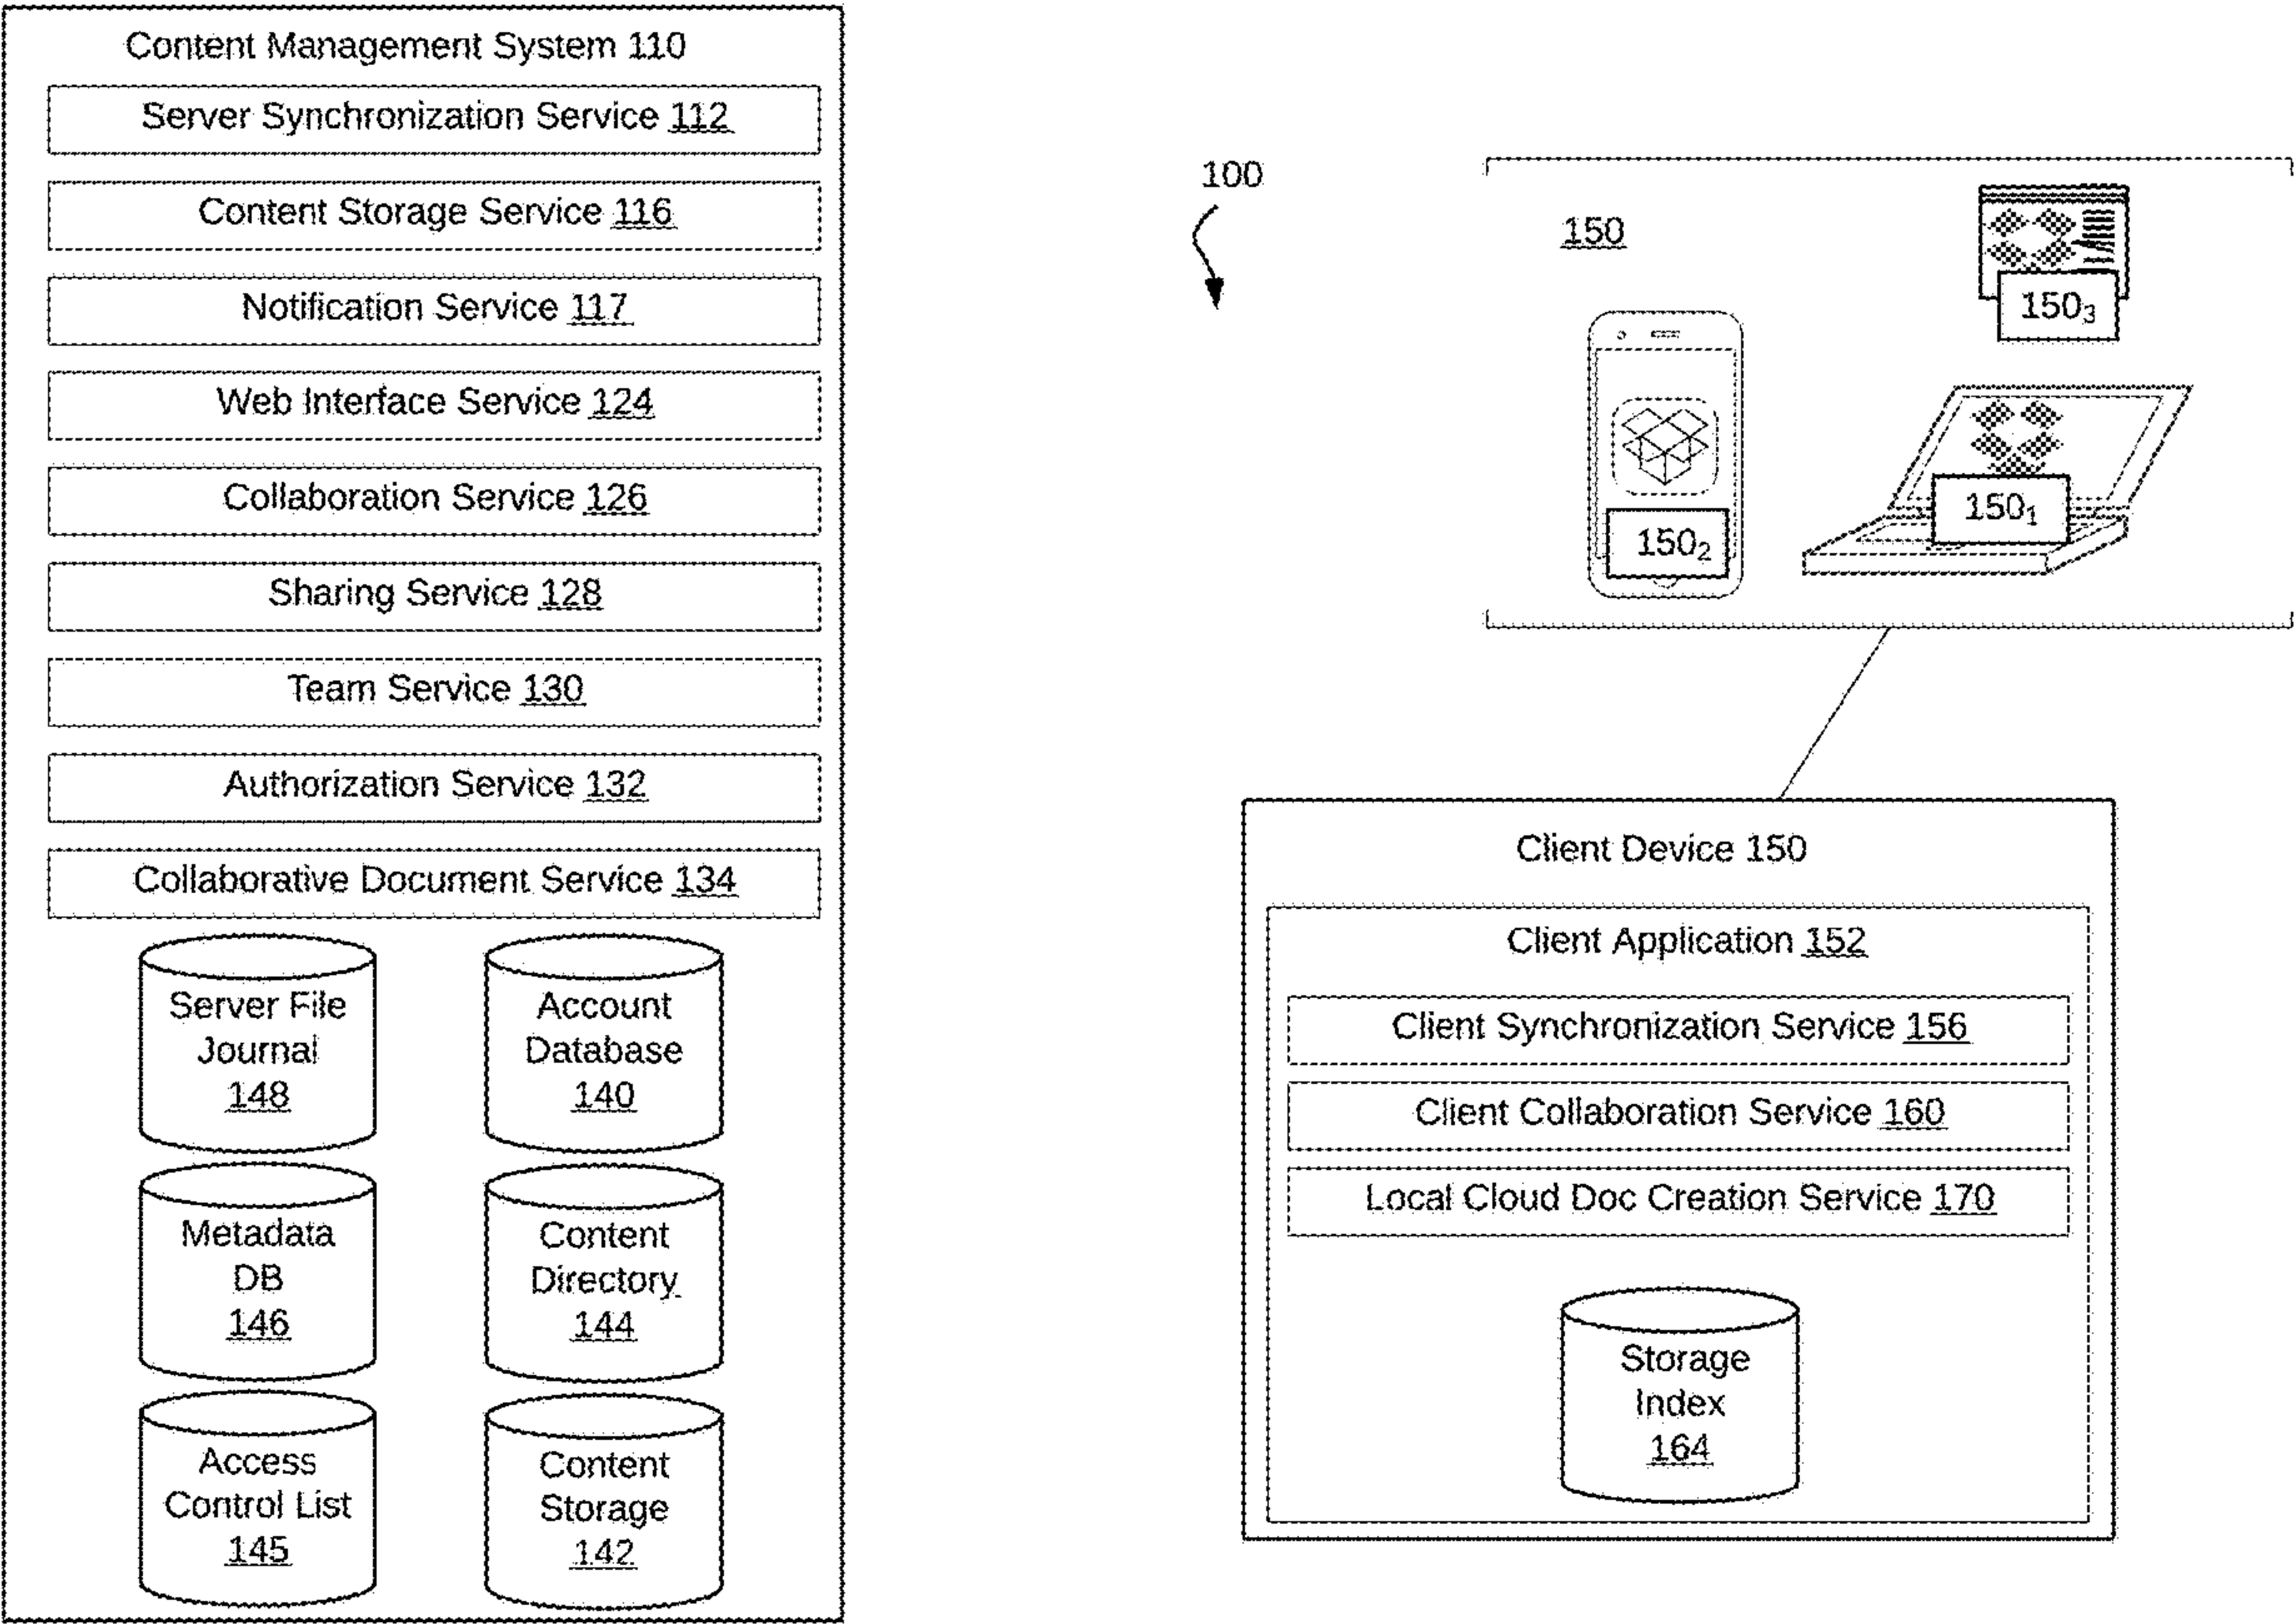 Content Management System 110
Server Synchronization Service 112
Content Storage Service 116
Notification Service 117
Web Interface Service 124
Collaboration Service 126
Sharing Service 128
Team Service 130
Authorization Service 132
Collaborative Document Service 134
Server File
Journal
148
Account
Database
140
Metadata
DB
146
Content
Directory
144
Access
Control List
145
Content
Storage
142
100
150
150₃
150₂
150₁
Client Device 150
Client Application 152
Client Synchronization Service 156
Client Collaboration Service 160
Local Cloud Doc Creation Service 170
Storage
Index
164